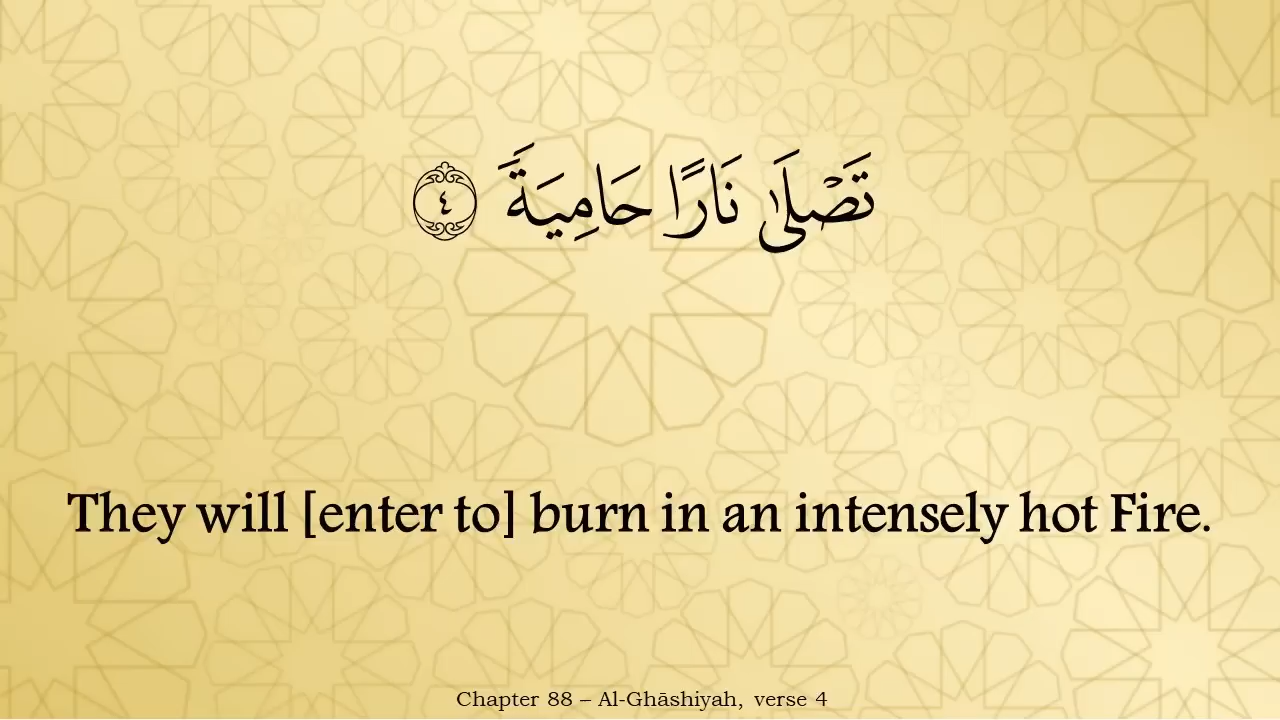 تَصْلَىٰ نَارًا حَامِيَةً ٤
They will [enter to] burn in an intensely hot Fire.
Chapter 88 – Al-Ghāshiyah, verse 4